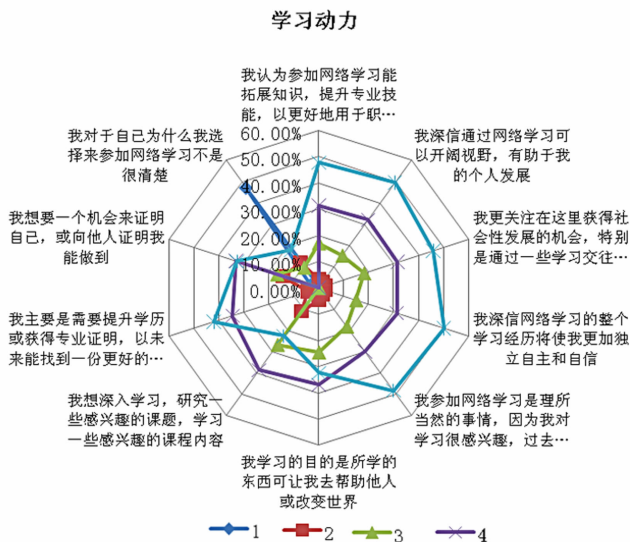 学习动力
我认为参加网络学习能
拓展知识，提升专业技
能，以更好地用于职…
我深信通过网络学习可
以开阔视野，有助于我
的个人发展
我更关注在这里获得社
会性发展的机会，特别
是通过一些学习交往…
我深信网络学习的整个
学习经历将使我更加独
立自主和自信
我参加网络学习是理所
当然的事情，因为我对
学习很感兴趣，过去…
我学习的目的是所学的
东西可让我去帮助他人
或改变世界
我想深入学习，研究一
些感兴趣的课题，学习
一些感兴趣的课程内容
我主要是需要提升学历
或获得专业证明，以未
来能找到一份更好的…
我想要一个机会来证明
自己，或向他人证明我
能做到
我对于自己为什么我选
择来参加网络学习不是
很清楚
60.00%
50.00%
40.00%
30.00%
20.00%
10.00%
0.00%
1 2 3 4